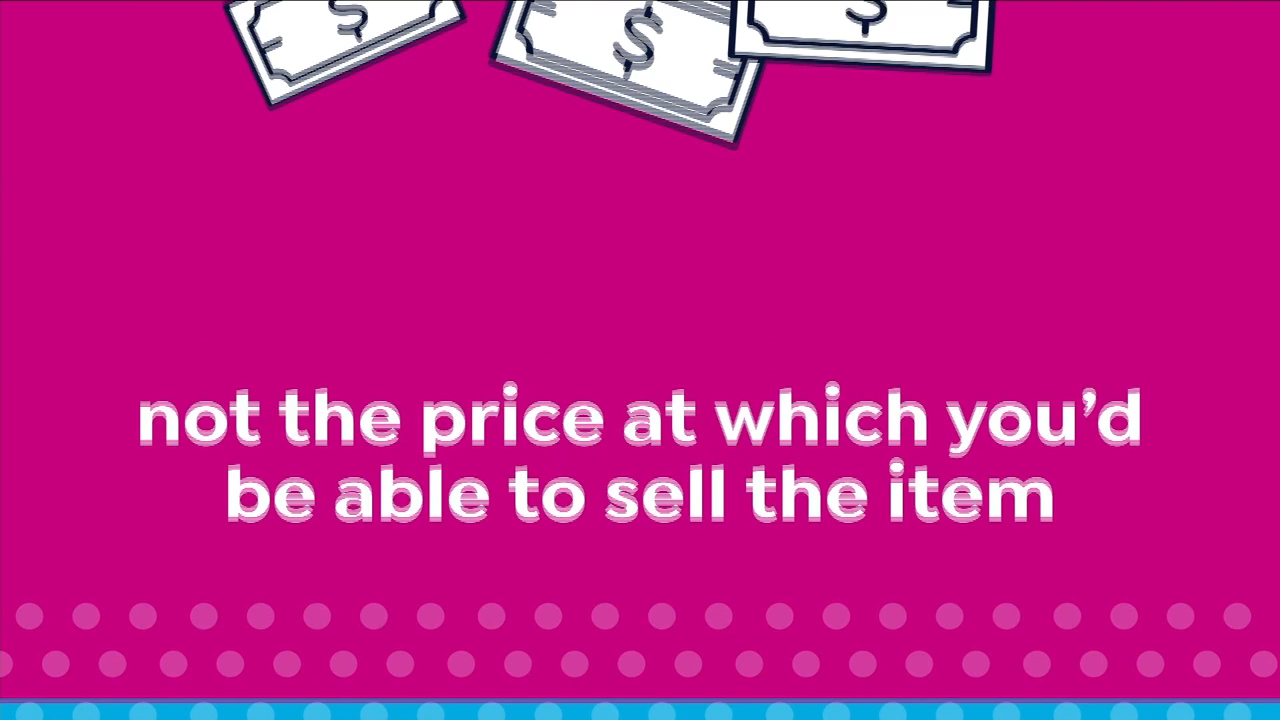 $ $ $
not the price at which you’d
be able to sell the item